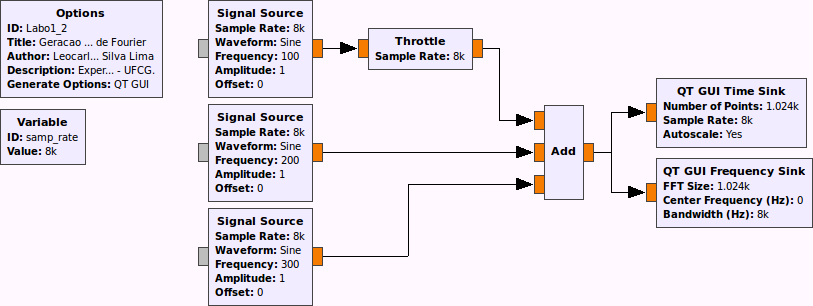 Options
ID: Labo1_2
Title: Geracao ... de Fourier
Author: Leocarl... Silva Lima
Description: Exper... - UFCG.
Generate Options: QT GUI
Variable
ID: samp_rate
Value: 8k
Signal Source
Sample Rate: 8k
Waveform: Sine
Frequency: 100
Amplitude: 1
Offset: 0
Throttle
Sample Rate: 8k
Signal Source
Sample Rate: 8k
Waveform: Sine
Frequency: 200
Amplitude: 1
Offset: 0
Signal Source
Sample Rate: 8k
Waveform: Sine
Frequency: 300
Amplitude: 1
Offset: 0
Add
QT GUI Time Sink
Number of Points: 1.024k
Sample Rate: 8k
Autoscale: Yes
QT GUI Frequency Sink
FFT Size: 1.024k
Center Frequency (Hz): 0
Bandwidth (Hz): 8k